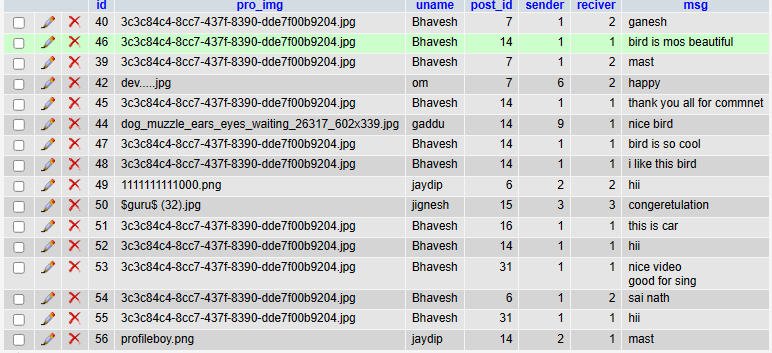 id pro_img uname post_id sender reciver msg
40 3c3c84c4-8cc7-437f-8390-dde7f00b9204.jpg Bhavesh 7 1 2 ganesh
46 3c3c84c4-8cc7-437f-8390-dde7f00b9204.jpg Bhavesh 14 1 1 bird is mos beautiful
39 3c3c84c4-8cc7-437f-8390-dde7f00b9204.jpg Bhavesh 7 1 2 mast
42 dev.....jpg om 7 6 2 happy
45 3c3c84c4-8cc7-437f-8390-dde7f00b9204.jpg Bhavesh 14 1 1 thank you all for commnet
44 dog_muzzle_ears_eyes_waiting_26317_602x339.jpg gaddu 14 9 1 nice bird
47 3c3c84c4-8cc7-437f-8390-dde7f00b9204.jpg Bhavesh 14 1 1 bird is so cool
48 3c3c84c4-8cc7-437f-8390-dde7f00b9204.jpg Bhavesh 14 1 1 i like this bird
49 1111111111000.png jaydip 6 2 2 hii
50 $guru$ (32).jpg jignesh 15 3 3 congeretulation
51 3c3c84c4-8cc7-437f-8390-dde7f00b9204.jpg Bhavesh 16 1 1 this is car
52 3c3c84c4-8cc7-437f-8390-dde7f00b9204.jpg Bhavesh 14 1 1 hii
53 3c3c84c4-8cc7-437f-8390-dde7f00b9204.jpg Bhavesh 31 1 1 nice video
good for sing
54 3c3c84c4-8cc7-437f-8390-dde7f00b9204.jpg Bhavesh 6 1 2 sai nath
55 3c3c84c4-8cc7-437f-8390-dde7f00b9204.jpg Bhavesh 31 1 1 hii
56 profileboy.png jaydip 14 2 1 mast